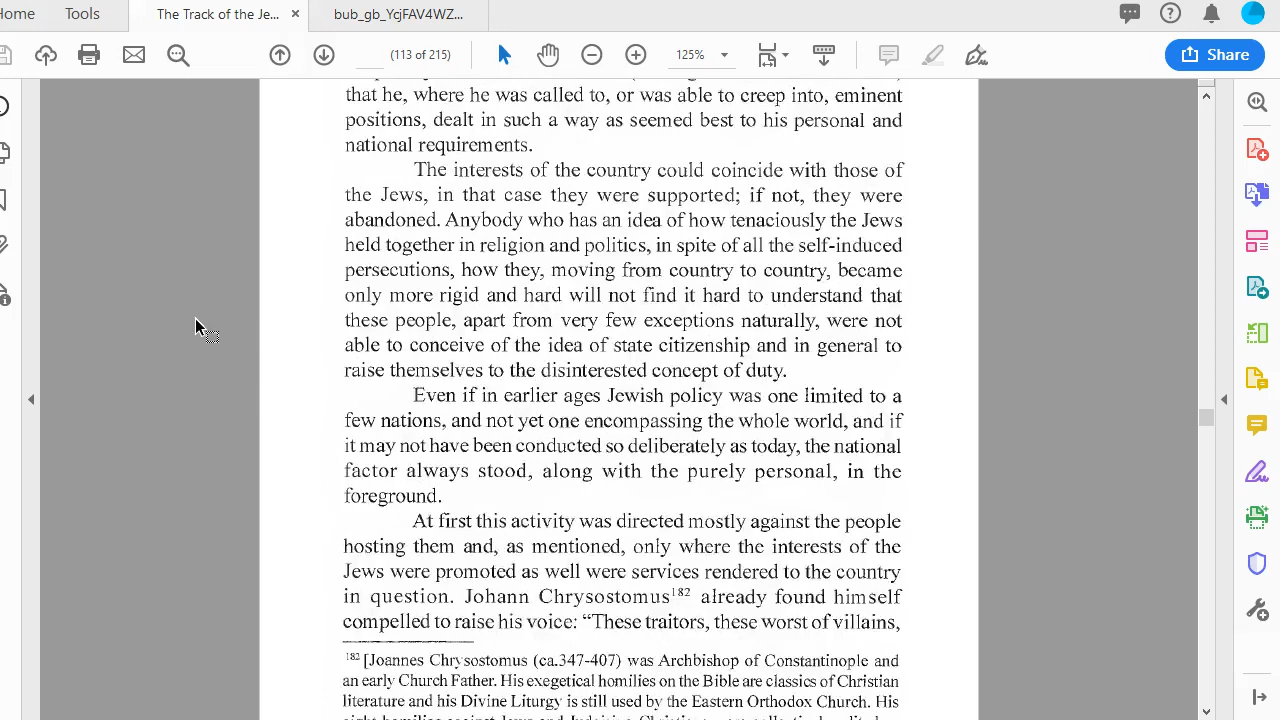 Home
Tools
The Track of the Je...
bub_gb_YcjFAV4WZ...
(113 of 215)
125%
Share
that he, where he was called to, or was able to creep into, eminent
positions, dealt in such a way as seemed best to his personal and
national requirements.
The interests of the country could coincide with those of
the Jews, in that case they were supported; if not, they were
abandoned. Anybody who has an idea of how tenaciously the Jews
held together in religion and politics, in spite of all the self-induced
persecutions, how they, moving from country to country, became
only more rigid and hard will not find it hard to understand that
these people, apart from very few exceptions naturally, were not
able to conceive of the idea of state citizenship and in general to
raise themselves to the disinterested concept of duty.
Even if in earlier ages Jewish policy was one limited to a
few nations, and not yet one encompassing the whole world, and if
it may not have been conducted so deliberately as today, the national
factor always stood, along with the purely personal, in the
foreground.
At first this activity was directed mostly against the people
hosting them and, as mentioned, only where the interests of the
Jews were promoted as well were services rendered to the country
in question. Johann Chrysostomus182 already found himself
compelled to raise his voice: “These traitors, these worst of villains,
182 [Joannes Chrysostomus (ca.347-407) was Archbishop of Constantinople and
an early Church Father. His exegetical homilies on the Bible are classics of Christian
literature and his Divine Liturgy is still used by the Eastern Orthodox Church. His